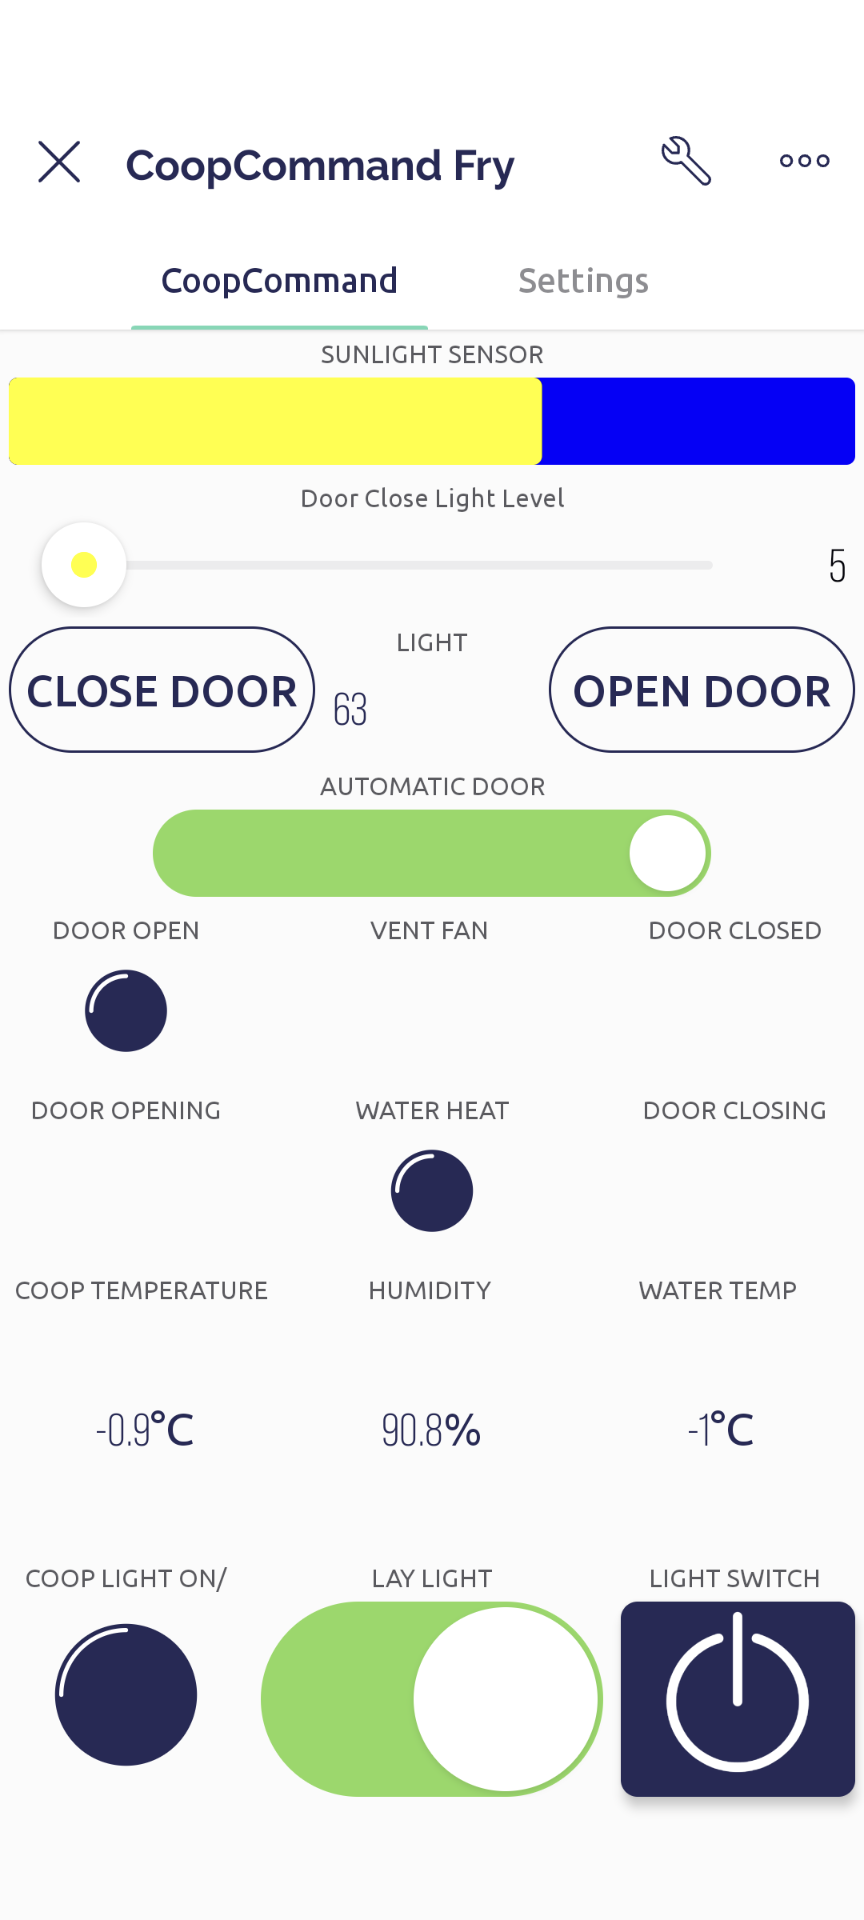 CoopCommand Fry
CoopCommand Settings
SUNLIGHT SENSOR
Door Close Light Level
5
CLOSE DOOR
LIGHT
63
OPEN DOOR
AUTOMATIC DOOR
DOOR OPEN VENT FAN DOOR CLOSED
DOOR OPENING WATER HEAT DOOR CLOSING
COOP TEMPERATURE HUMIDITY WATER TEMP
-0.9°C 90.8% -1°C
COOP LIGHT ON/ LAY LIGHT LIGHT SWITCH